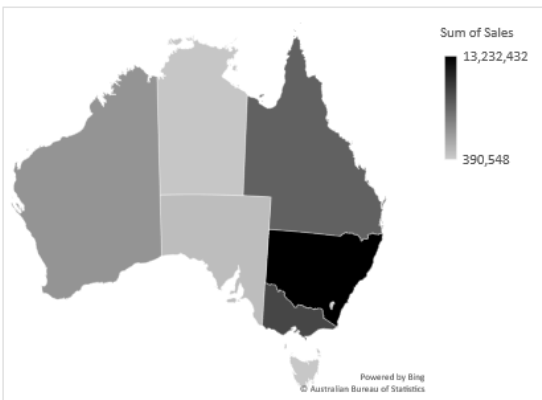 Sum of Sales
13,232,432
390,548
Powered by Bing
© Australian Bureau of Statistics